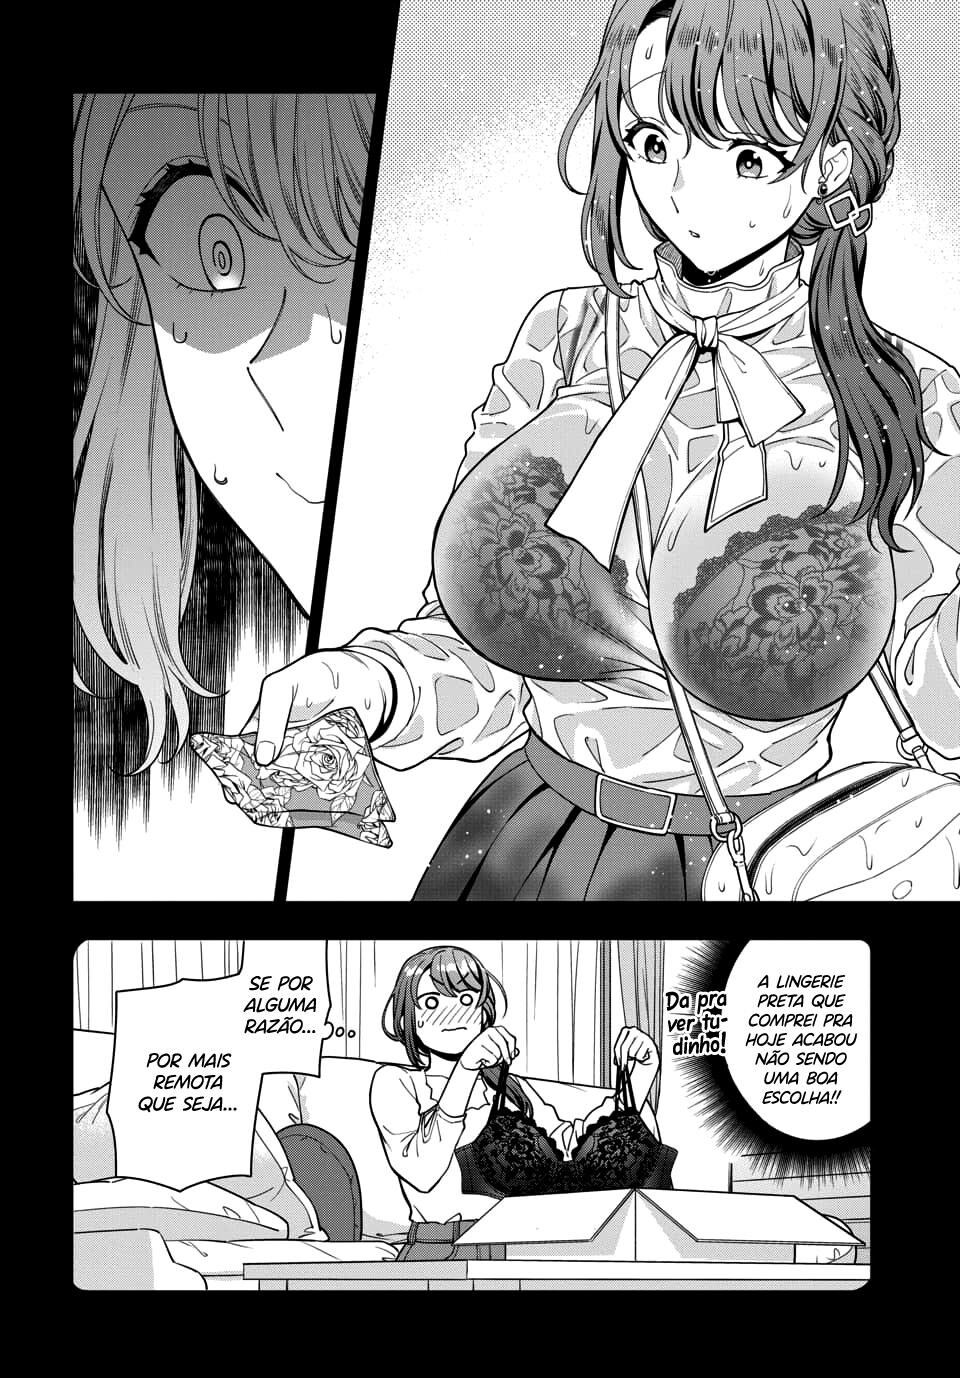 A LINGERIE
PRETA QUE
COMPREI PRA
HOJE ACABOU
NÃO SENDO
UMA BOA
ESCOLHA!!
Da pra
ver tu-
dinho!
SE POR
ALGUMA
RAZÃO...
POR MAIS
REMOTA
QUE SEJA...